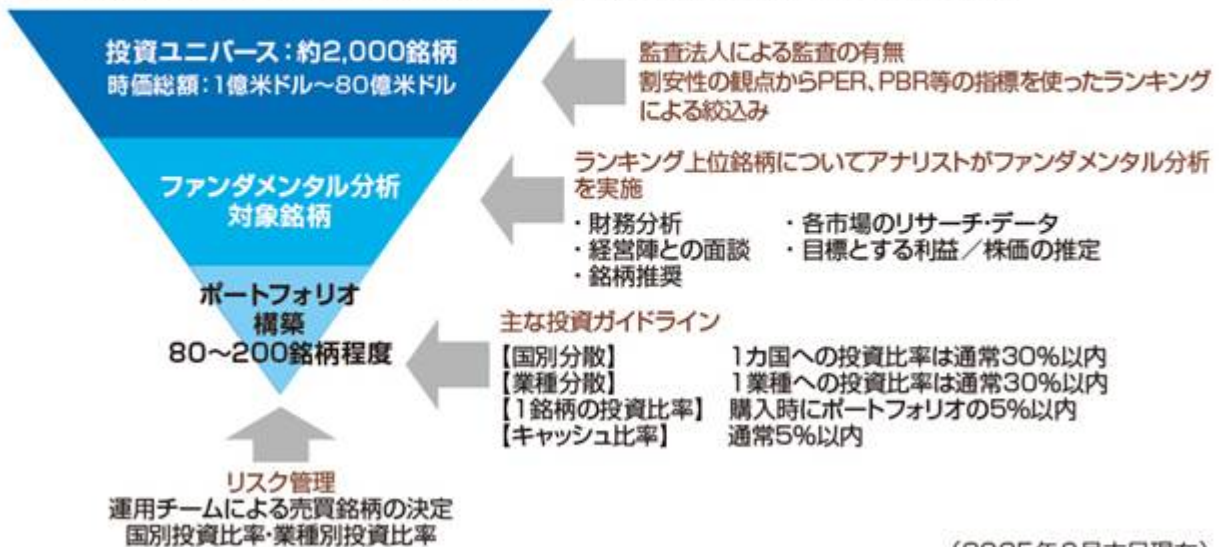 投資ユニバース：約2,000銘柄
時価総額：1億米ドル～80億米ドル
監査法人による監査の有無
割安性の観点からPER、PBR等の指標を使ったランキング
による絞込み
ファンダメンタル分析
対象銘柄
ランキング上位銘柄についてアナリストがファンダメンタル分析
を実施
・財務分析 ・各市場のリサーチ・データ
・経営陣との面談 ・目標とする利益／株価の推定
・銘柄推奨
ポートフォリオ
構築
80～200銘柄程度
主な投資ガイドライン
【国別分散】 1カ国への投資比率は通常30%以内
【業種分散】 1業種への投資比率は通常30%以内
【1銘柄の投資比率】 購入時にポートフォリオの5%以内
【キャッシュ比率】 通常5%以内
リスク管理
運用チームによる売買銘柄の決定
国別投資比率・業種別投資比率